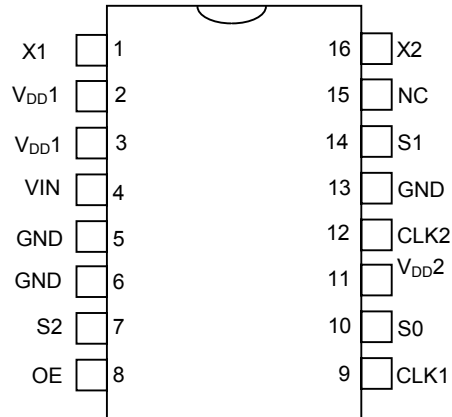 X1 1 16 X2
VDD1 2 15 NC
VDD1 3 14 S1
VIN 4 13 GND
GND 5 12 CLK2
GND 6 11 VDD2
S2 7 10 S0
OE 8 9 CLK1